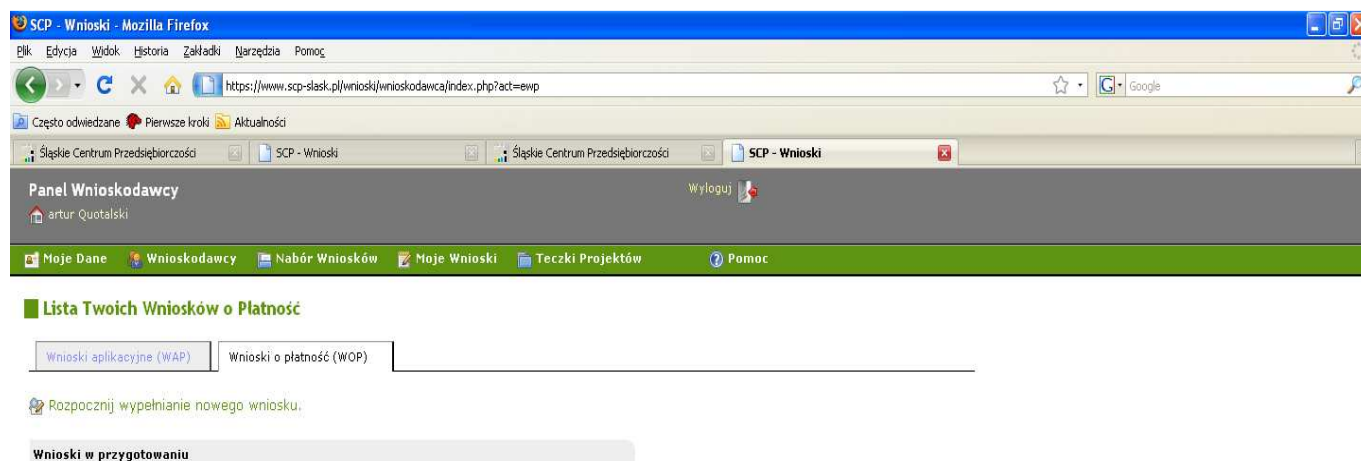 SCP - Wnioski - Mozilla Firefox
Plik Edycja Widok Historia Zakładki Narzędzia Pomoc
https://www.scp-slask.pl/wnioski/wnioskodawca/index.php?act=ewp
G Google
Często odwiedzane Pierwsze kroki Aktualności
Śląskie Centrum Przedsiębiorczości SCP - Wnioski Śląskie Centrum Przedsiębiorczości SCP - Wnioski
Panel Wnioskodawcy Wyloguj
artur Quotalski
Moje Dane Wnioskodawcy Nabór Wniosków Moje Wnioski Teczki Projektów Pomoc
Lista Twoich Wniosków o Płatność
Wnioski aplikacyjne (WAP) Wnioski o płatność (WOP)
Rozpocznij wypełnianie nowego wniosku.
Wnioski w przygotowaniu